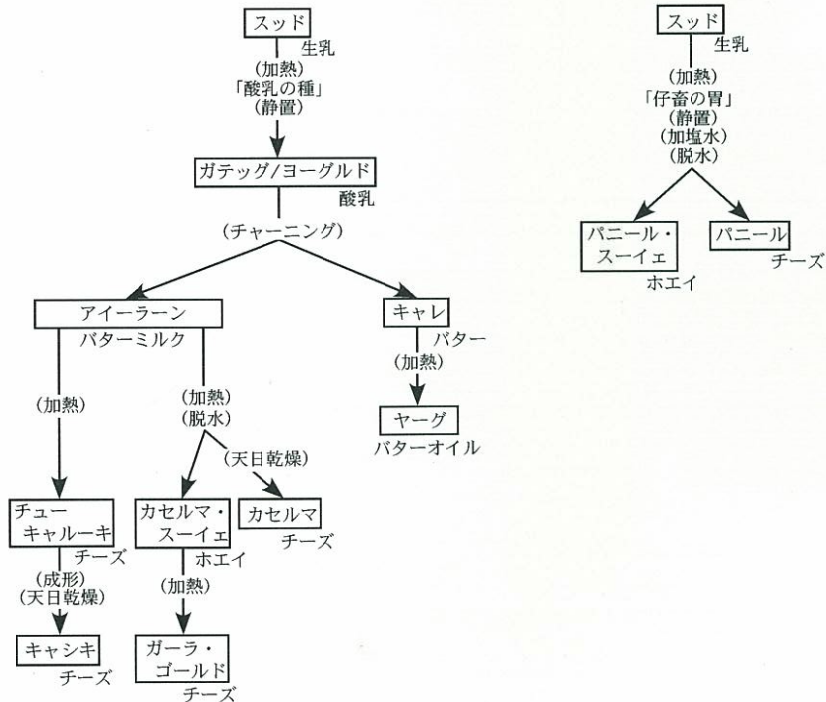 スッド
生乳
(加熱)
「酸乳の種」
(静置)
ガテッグ/ヨーグルド
酸乳
(チャーニング)
アイーラーン
バターミルク
キャレ
バター
(加熱)
ヤーグ
バターオイル
(加熱)
(加熱)
(脱水)
(天日乾燥)
チュー
キャルーキ
チーズ
カセルマ・
スーイェ
ホエイ
カセルマ
チーズ
(成形)
(天日乾燥)
(加熱)
キャシキ
チーズ
ガーラ・
ゴールド
チーズ
スッド
生乳
(加熱)
「仔畜の胃」
(静置)
(加塩水)
(脱水)
パニール・
スーイェ
ホエイ
パニール
チーズ